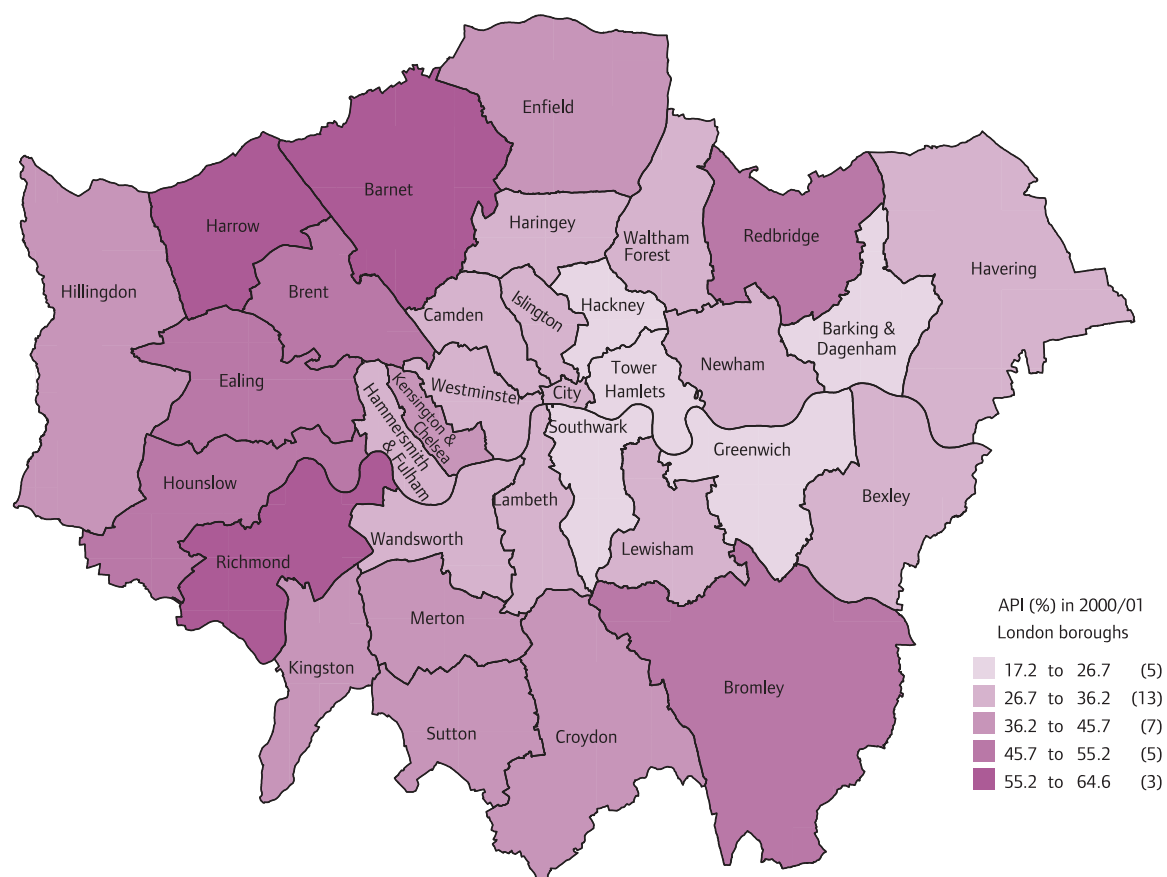 Enfield
Barnet
Harrow
Haringey
Waltham
Forest
Redbridge
Havering
Hillingdon
Brent
Camden
Islington
Hackney
Barking &
Dagenham
Ealing
Kensington &
Chelsea
Hammersmith
& Fulham
Westminster
City
Tower
Hamlets
Newham
Southwark
Greenwich
Hounslow
Lambeth
Bexley
Richmond
Wandsworth
Lewisham
Merton
Kingston
Bromley
Sutton
Croydon
API (%) in 2000/01
London boroughs
17.2 to 26.7 (5)
26.7 to 36.2 (13)
36.2 to 45.7 (7)
45.7 to 55.2 (5)
55.2 to 64.6 (3)